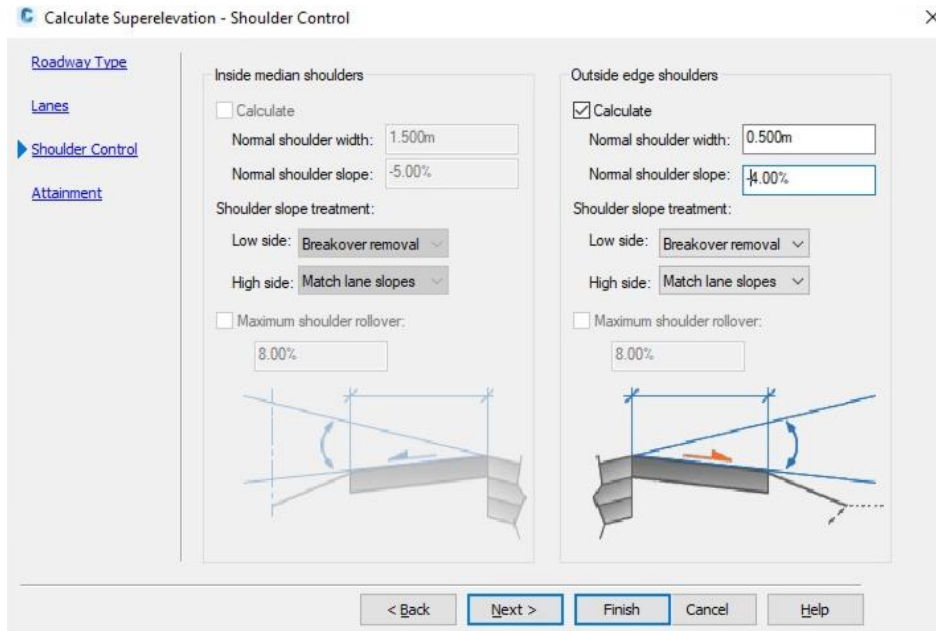 Calculate Superelevation - Shoulder Control
Roadway Type
Lanes
Shoulder Control
Attainment
Inside median shoulders
Calculate
Normal shoulder width: 1.500m
Normal shoulder slope: -5.00%
Shoulder slope treatment:
Low side: Breakover removal
High side: Match lane slopes
Maximum shoulder rollover:
8.00%
Outside edge shoulders
Calculate
Normal shoulder width: 0.500m
Normal shoulder slope: -4.00%
Shoulder slope treatment:
Low side: Breakover removal
High side: Match lane slopes
Maximum shoulder rollover:
8.00%
< Back Next > Finish Cancel Help